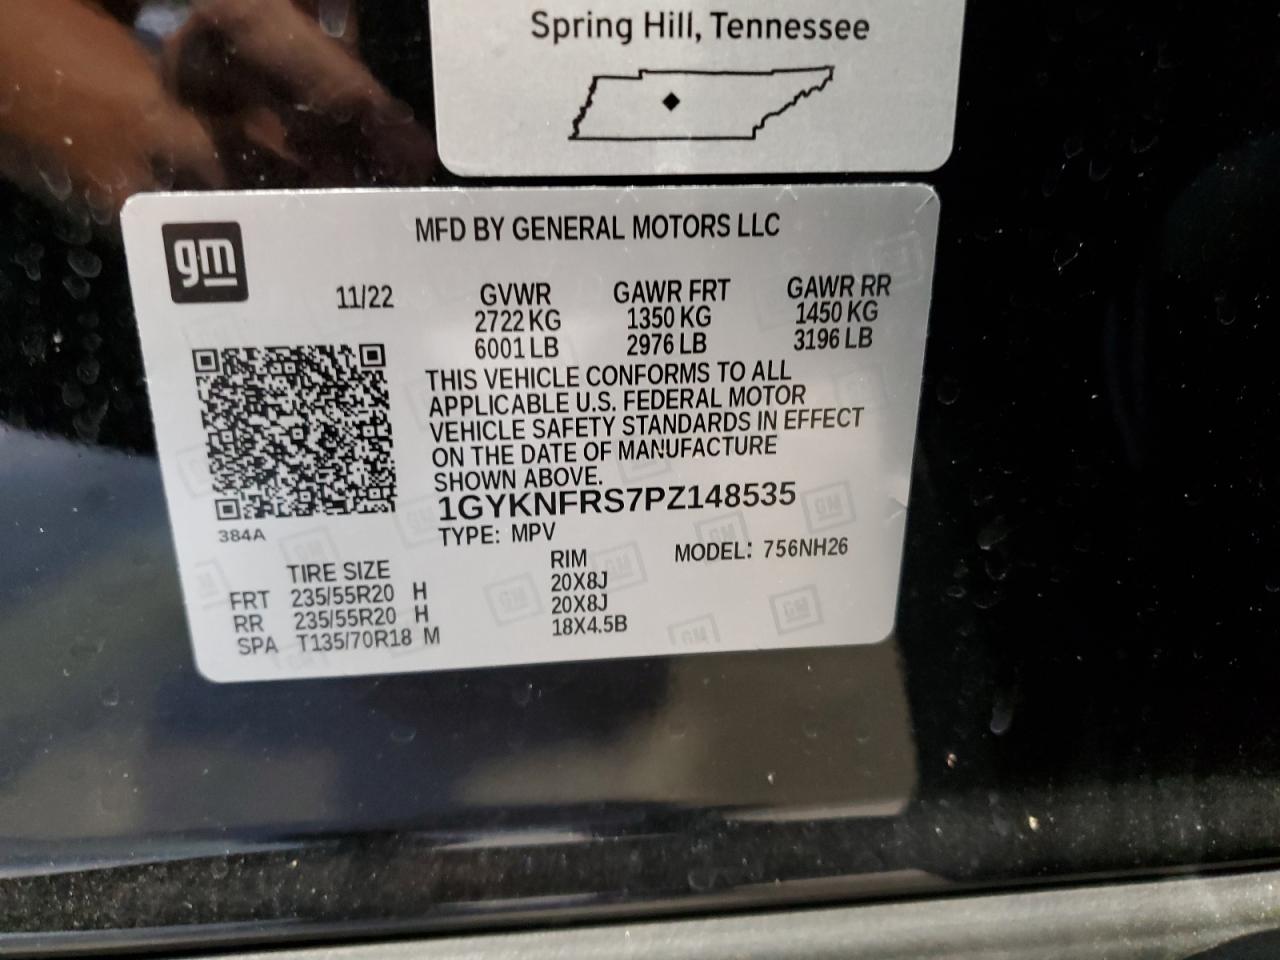 Spring Hill, Tennessee
gm
MFD BY GENERAL MOTORS LLC
11/22 GVWR GAWR FRT GAWR RR
2722 KG 1350 KG 1450 KG
6001 LB 2976 LB 3196 LB
THIS VEHICLE CONFORMS TO ALL
APPLICABLE U.S. FEDERAL MOTOR
VEHICLE SAFETY STANDARDS IN EFFECT
ON THE DATE OF MANUFACTURE
SHOWN ABOVE.
1GYKNFRS7PZ148535
384A
TYPE: MPV
MODEL: 756NH26
TIRE SIZE RIM
FRT 235/55R20 H 20X8J
RR 235/55R20 H 20X8J
SPA T135/70R18 M 18X4.5B